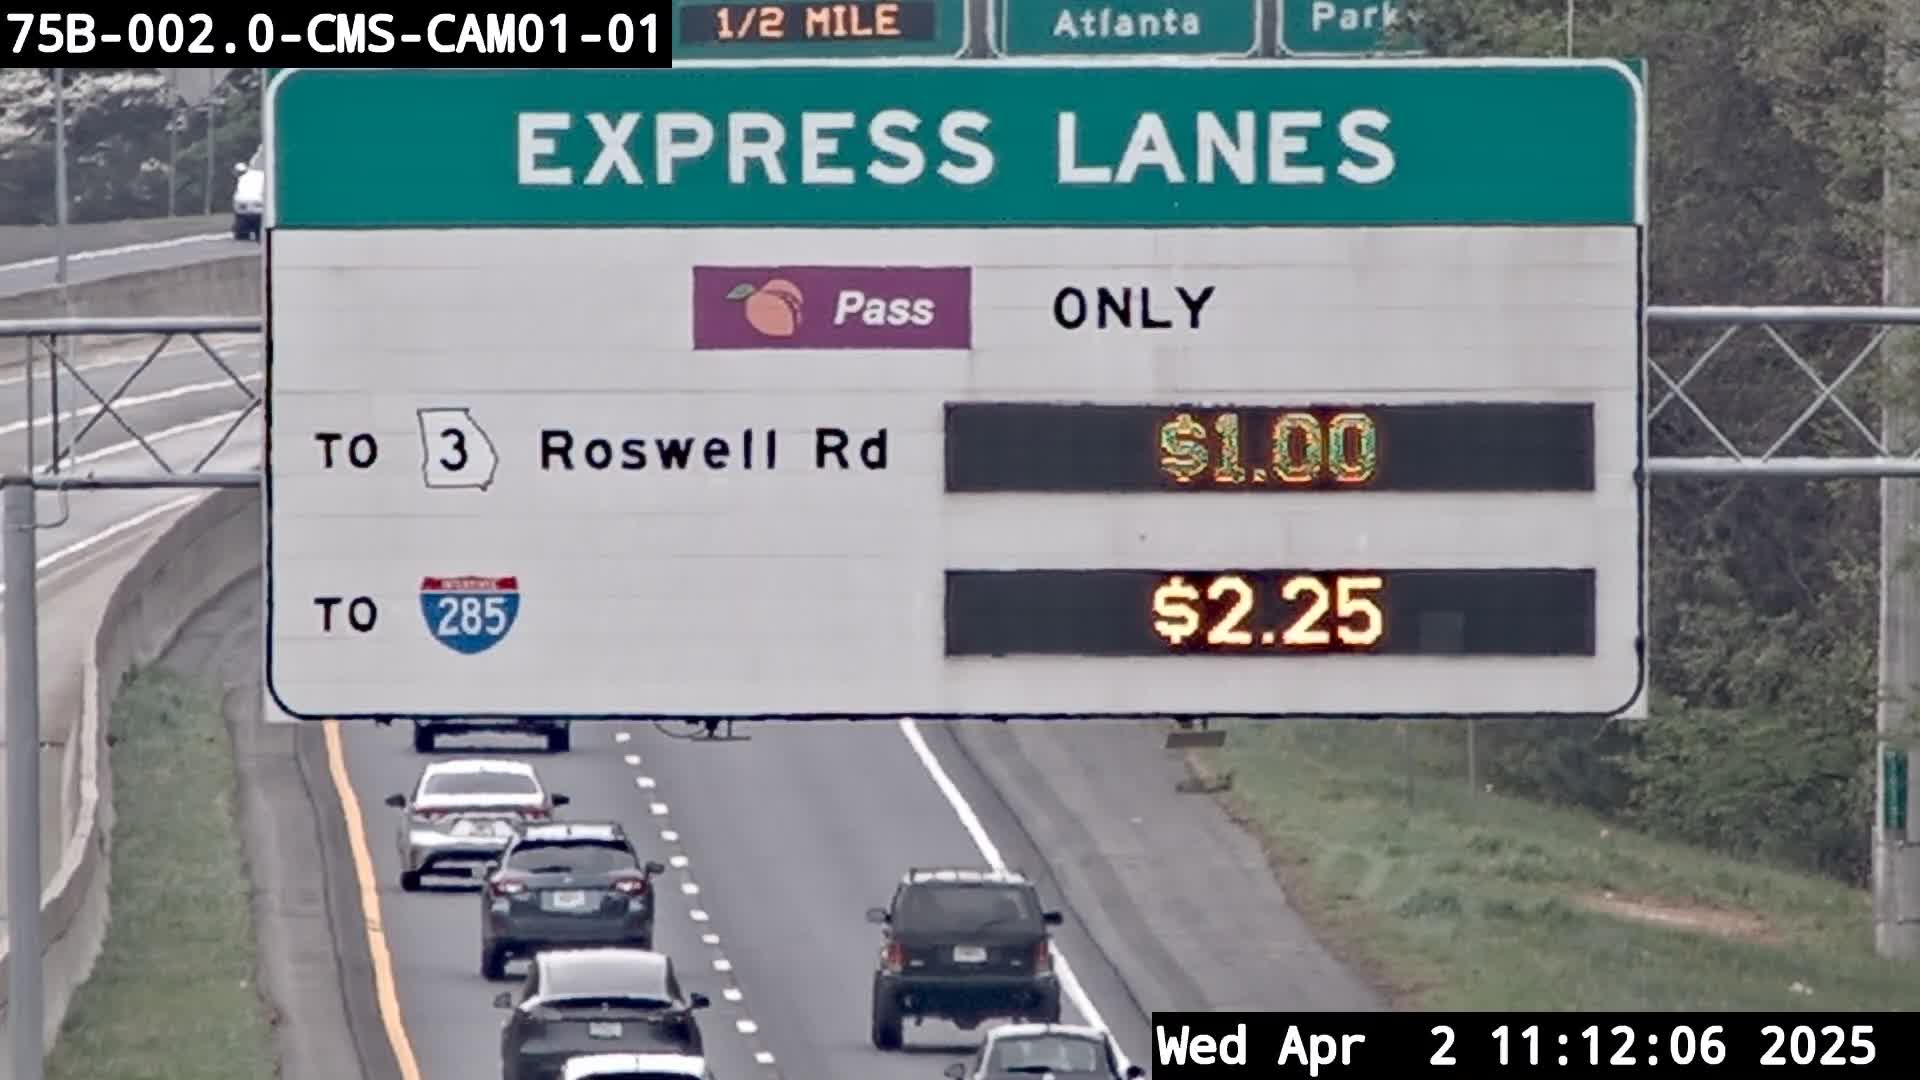 75B-002.0-CMS-CAM01-01
1/2 MILE
Atlanta
EXPRESS LANES
Pass ONLY
TO 3 Roswell Rd $1.00
TO INTERSTATE 285 $2.25
Wed Apr 2 11:12:06 2025